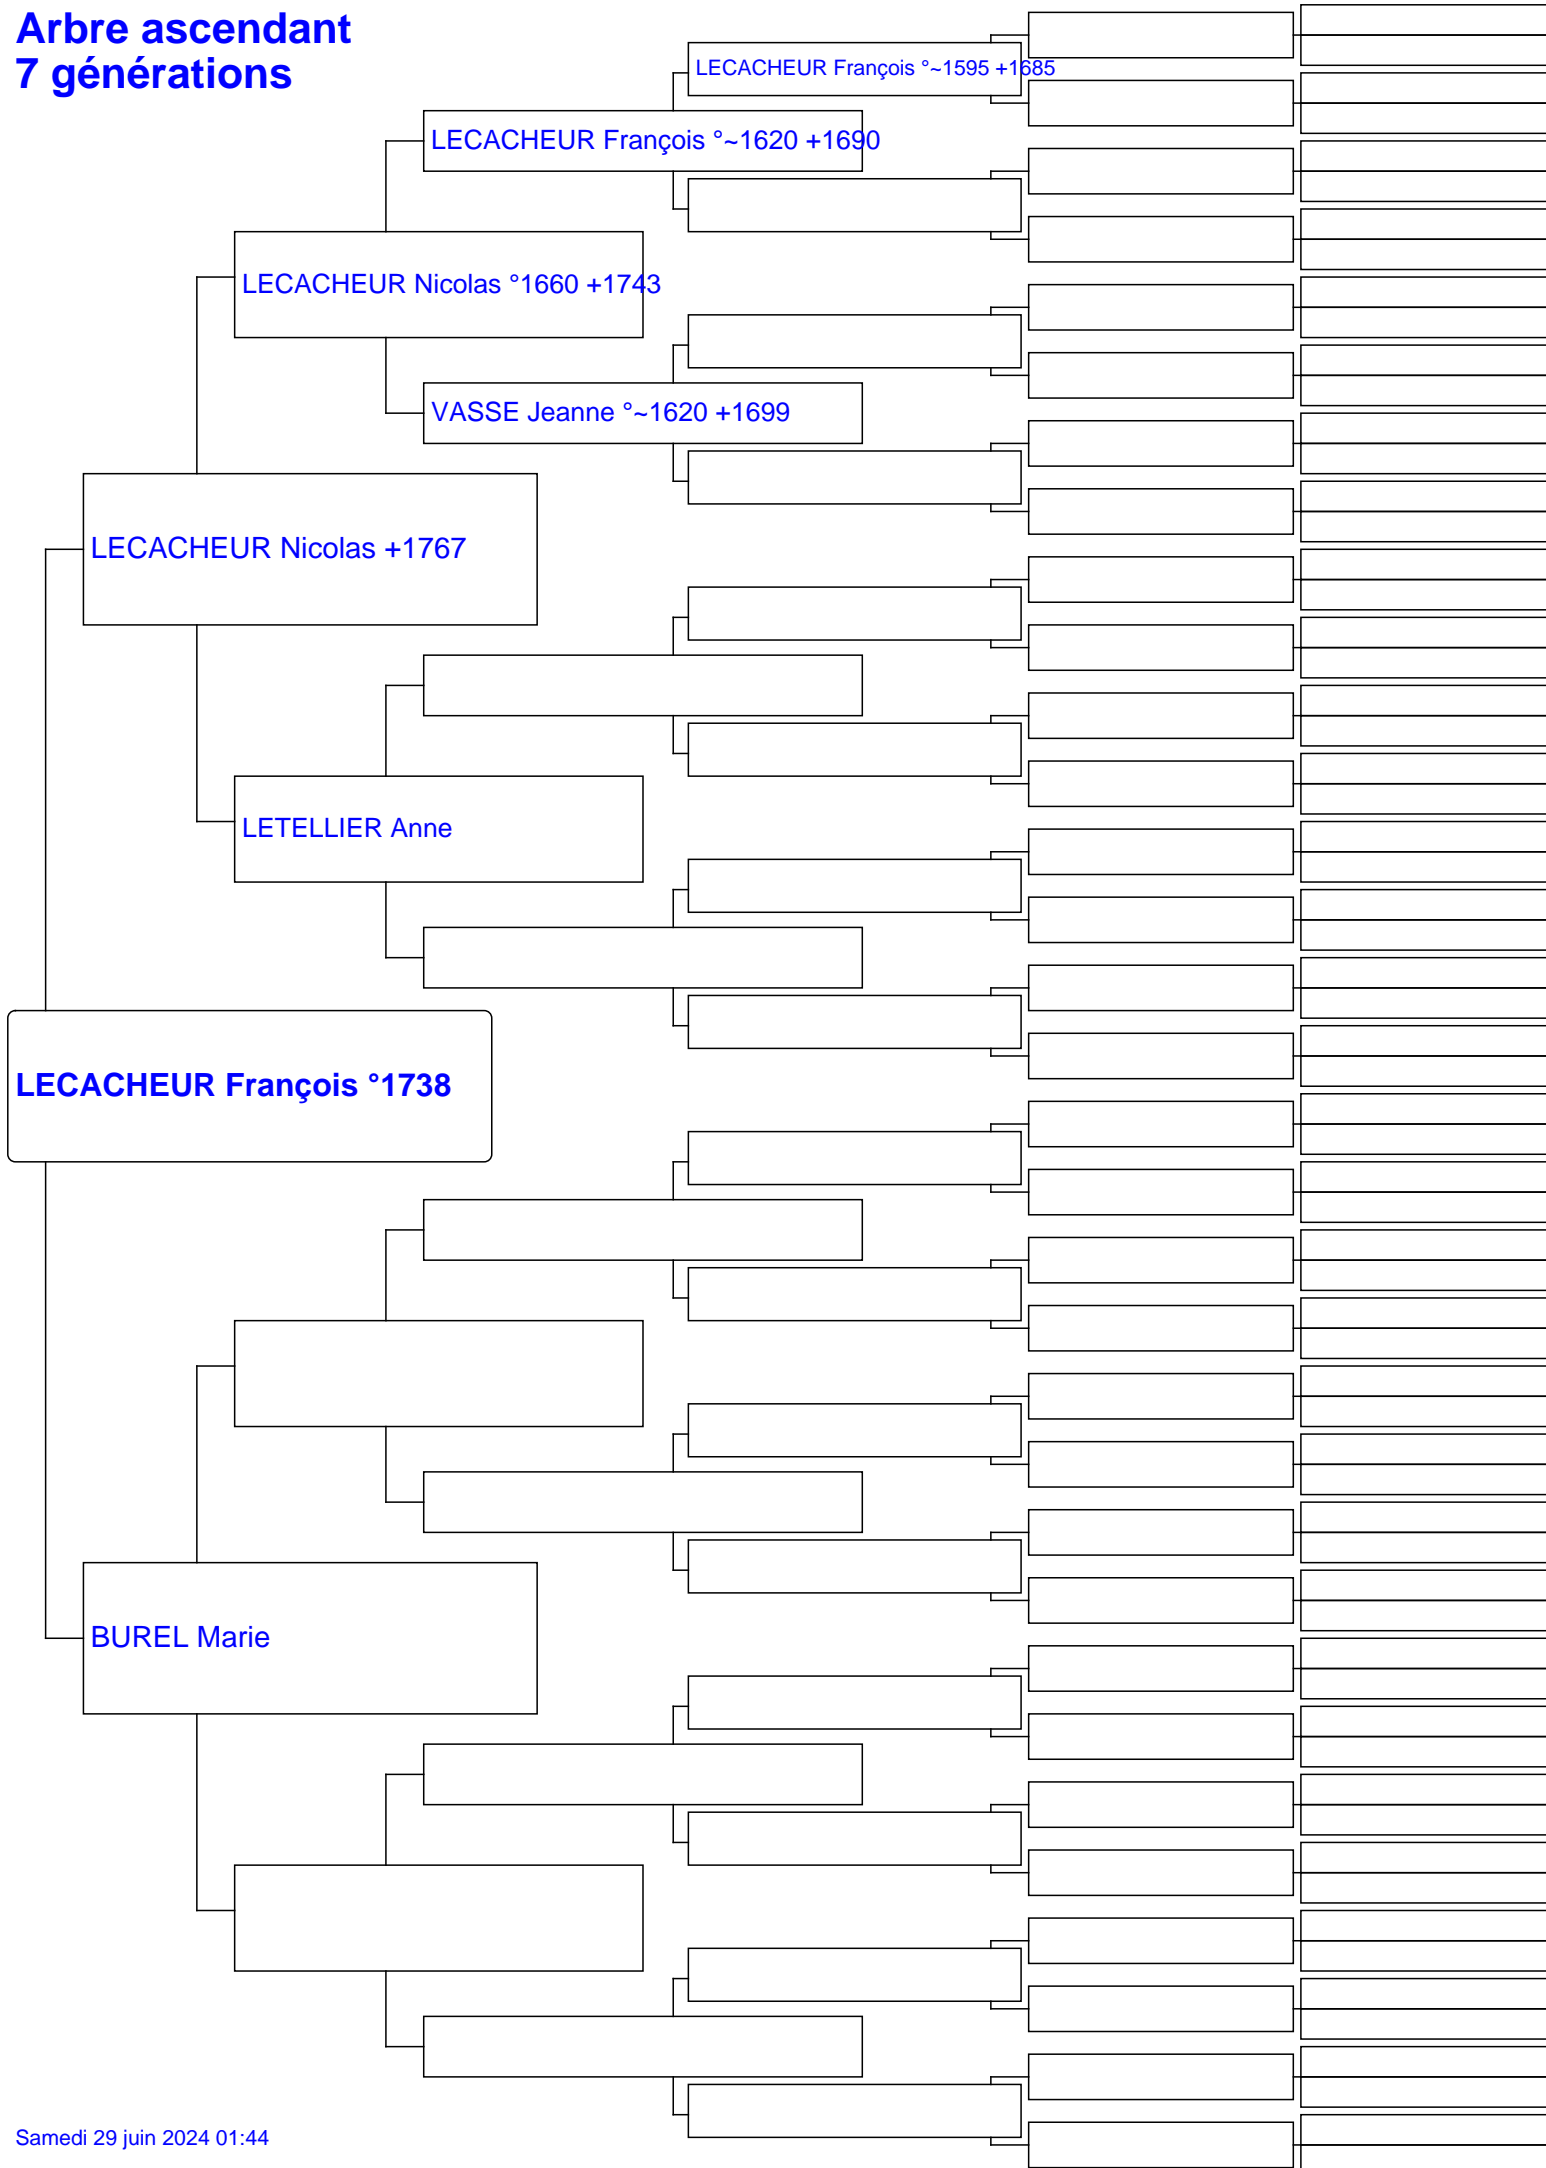 Arbre ascendant
7 générations
LECACHEUR François °~1595 +1685
LECACHEUR François °~1620 +1690
LECACHEUR Nicolas °1660 +1743
VASSE Jeanne °~1620 +1699
LECACHEUR Nicolas +1767
LETELLIER Anne
LECACHEUR François °1738
BUREL Marie
Samedi 29 juin 2024 01:44